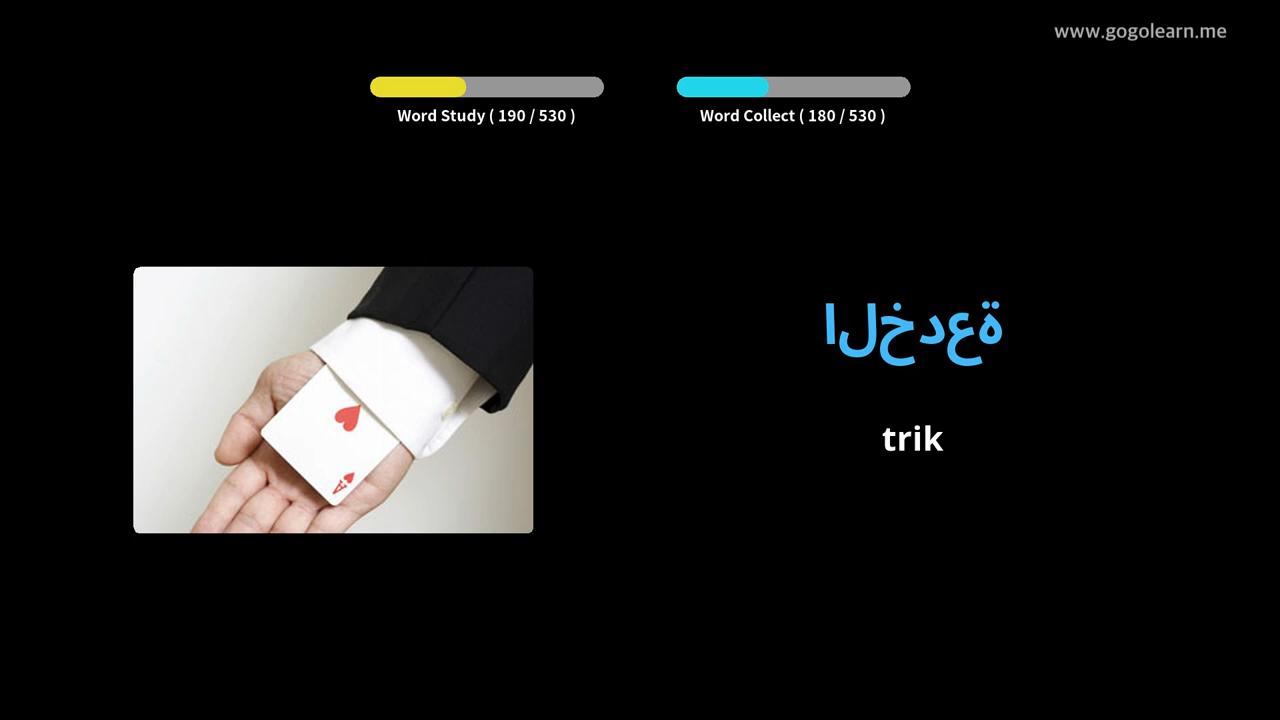 www.gogolearn.me
Word Study ( 190 / 530 )
Word Collect ( 180 / 530 )
الخدعة
trik
A